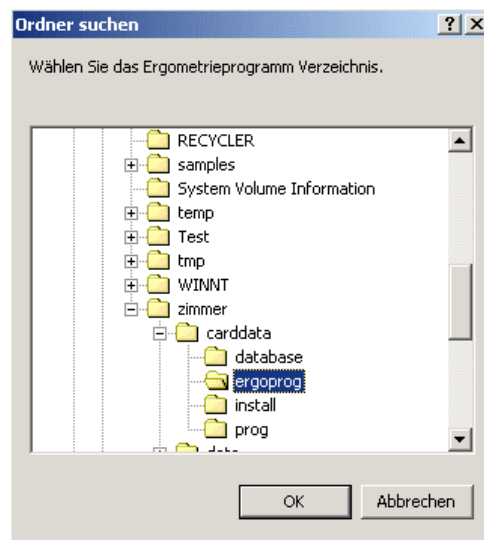 Ordner suchen
Wählen Sie das Ergometrieprogramm Verzeichnis.
RECYCLER
samples
System Volume Information
temp
Test
tmp
WINNT
zimmer
carddata
database
ergoprog
install
prog
OK Abbrechen